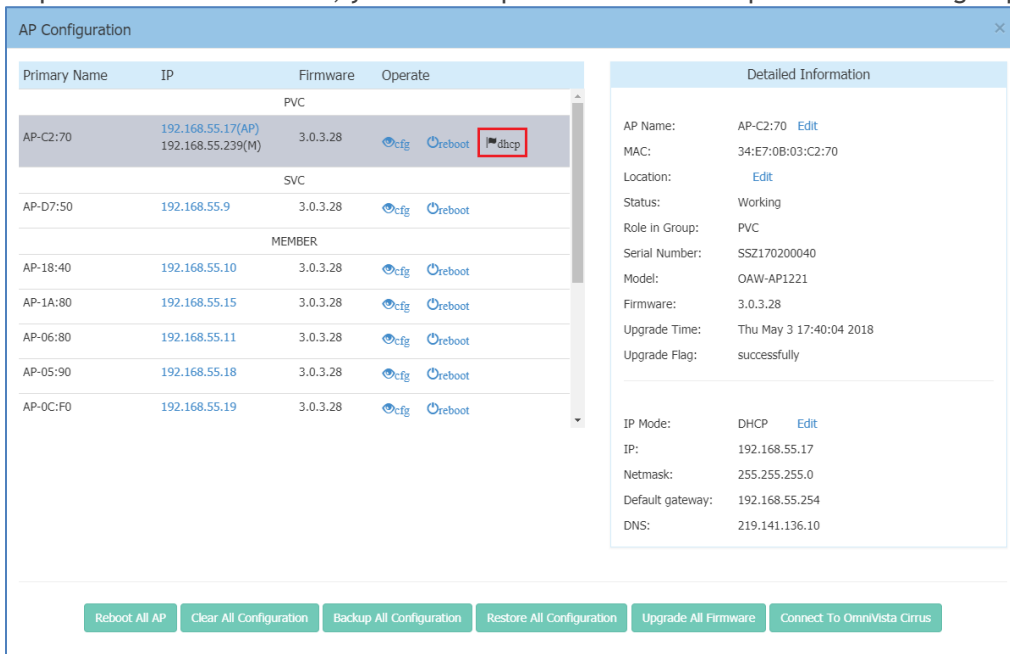 AP Configuration ×
Primary Name IP Firmware Operate
PVC
AP-C2:70 192.168.55.17(AP) 192.168.55.239(M) 3.0.3.28 cfg reboot dhcp
SVC
AP-D7:50 192.168.55.9 3.0.3.28 cfg reboot
MEMBER
AP-18:40 192.168.55.10 3.0.3.28 cfg reboot
AP-1A:80 192.168.55.15 3.0.3.28 cfg reboot
AP-06:80 192.168.55.11 3.0.3.28 cfg reboot
AP-05:90 192.168.55.18 3.0.3.28 cfg reboot
AP-0C:F0 192.168.55.19 3.0.3.28 cfg reboot
Detailed Information
AP Name: AP-C2:70 Edit
MAC: 34:E7:0B:03:C2:70
Location: Edit
Status: Working
Role in Group: PVC
Serial Number: SSZ170200040
Model: OAW-AP1221
Firmware: 3.0.3.28
Upgrade Time: Thu May 3 17:40:04 2018
Upgrade Flag: successfully
IP Mode: DHCP Edit
IP: 192.168.55.17
Netmask: 255.255.255.0
Default gateway: 192.168.55.254
DNS: 219.141.136.10
Reboot All AP Clear All Configuration Backup All Configuration Restore All Configuration Upgrade All Firmware Connect To OmniVista Cirrus